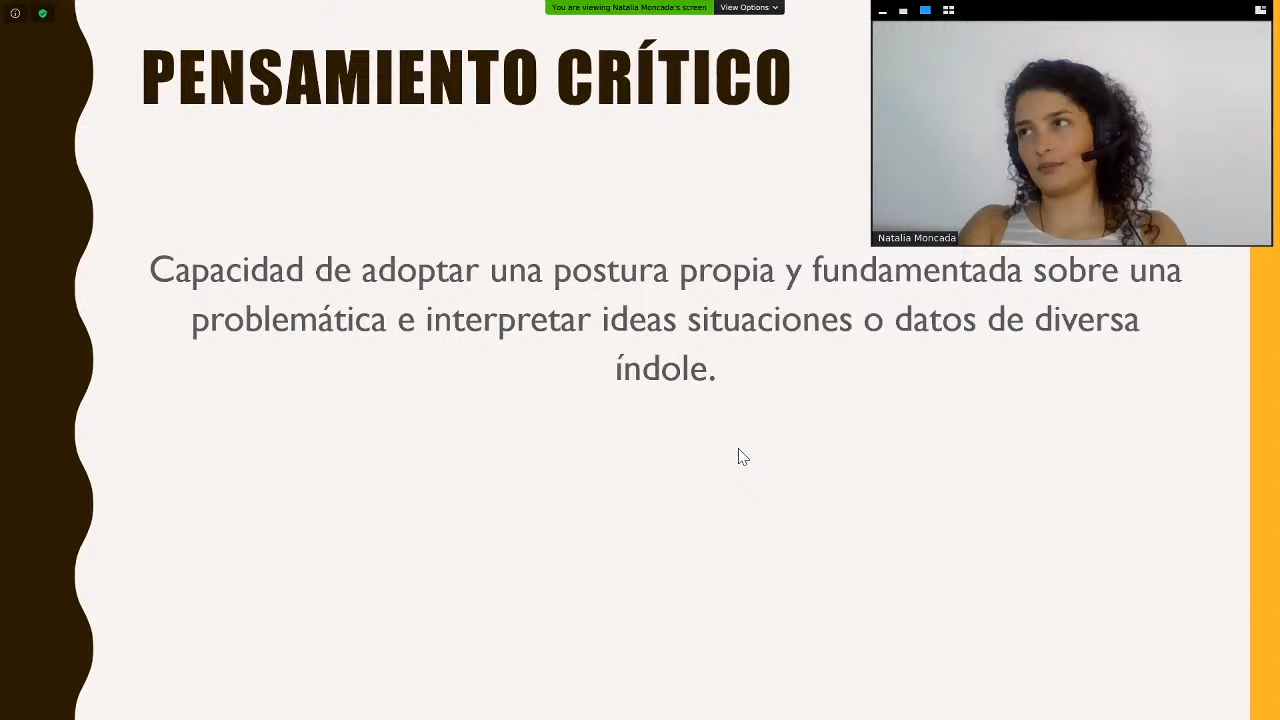 You are viewing Natalia Moncada's screen
View Options
PENSAMIENTO CRÍTICO
Natalia Moncada
Capacidad de adoptar una postura propia y fundamentada sobre una
problemática e interpretar ideas situaciones o datos de diversa
índole.